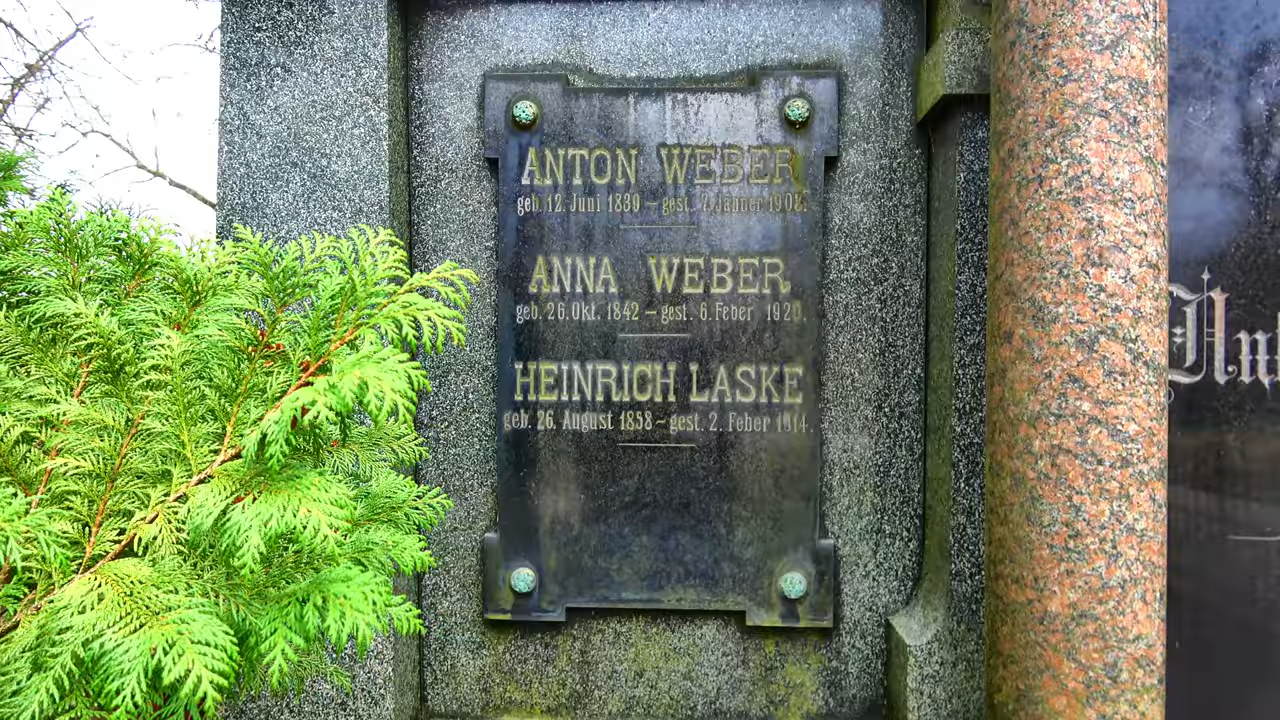 ANTON WEBER
geb. 12. Juni 1839 – gest. 7. Jänner 1908.
ANNA WEBER
geb. 26. Okt. 1842 – gest. 6. Feber 1920.
HEINRICH LASKE
geb. 26. August 1858 – gest. 2. Feber 1914.